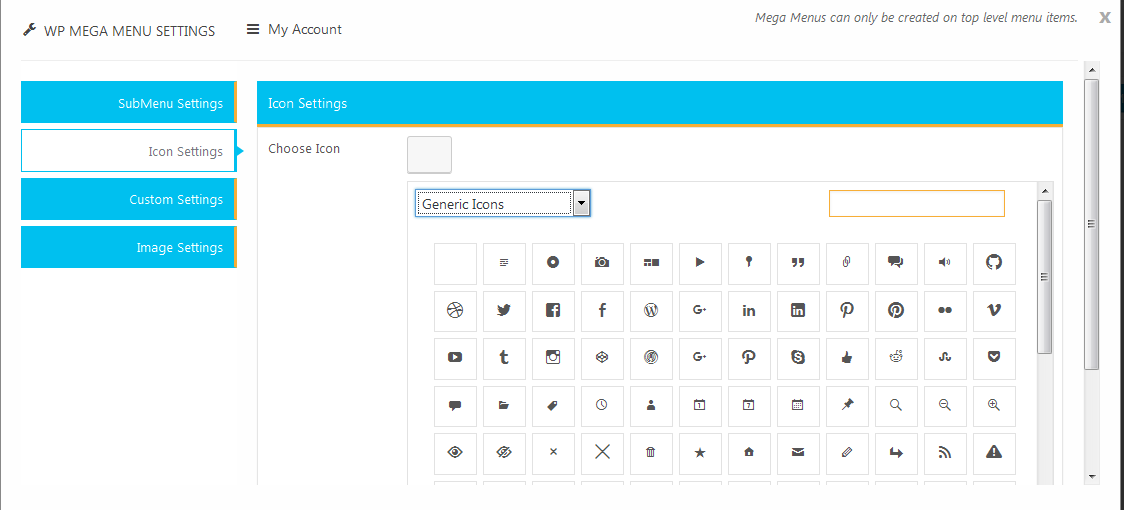 Mega Menus can only be created on top level menu items.
X
WP MEGA MENU SETTINGS
My Account
SubMenu Settings
Icon Settings
Custom Settings
Image Settings
Icon Settings
Choose Icon
Generic Icons